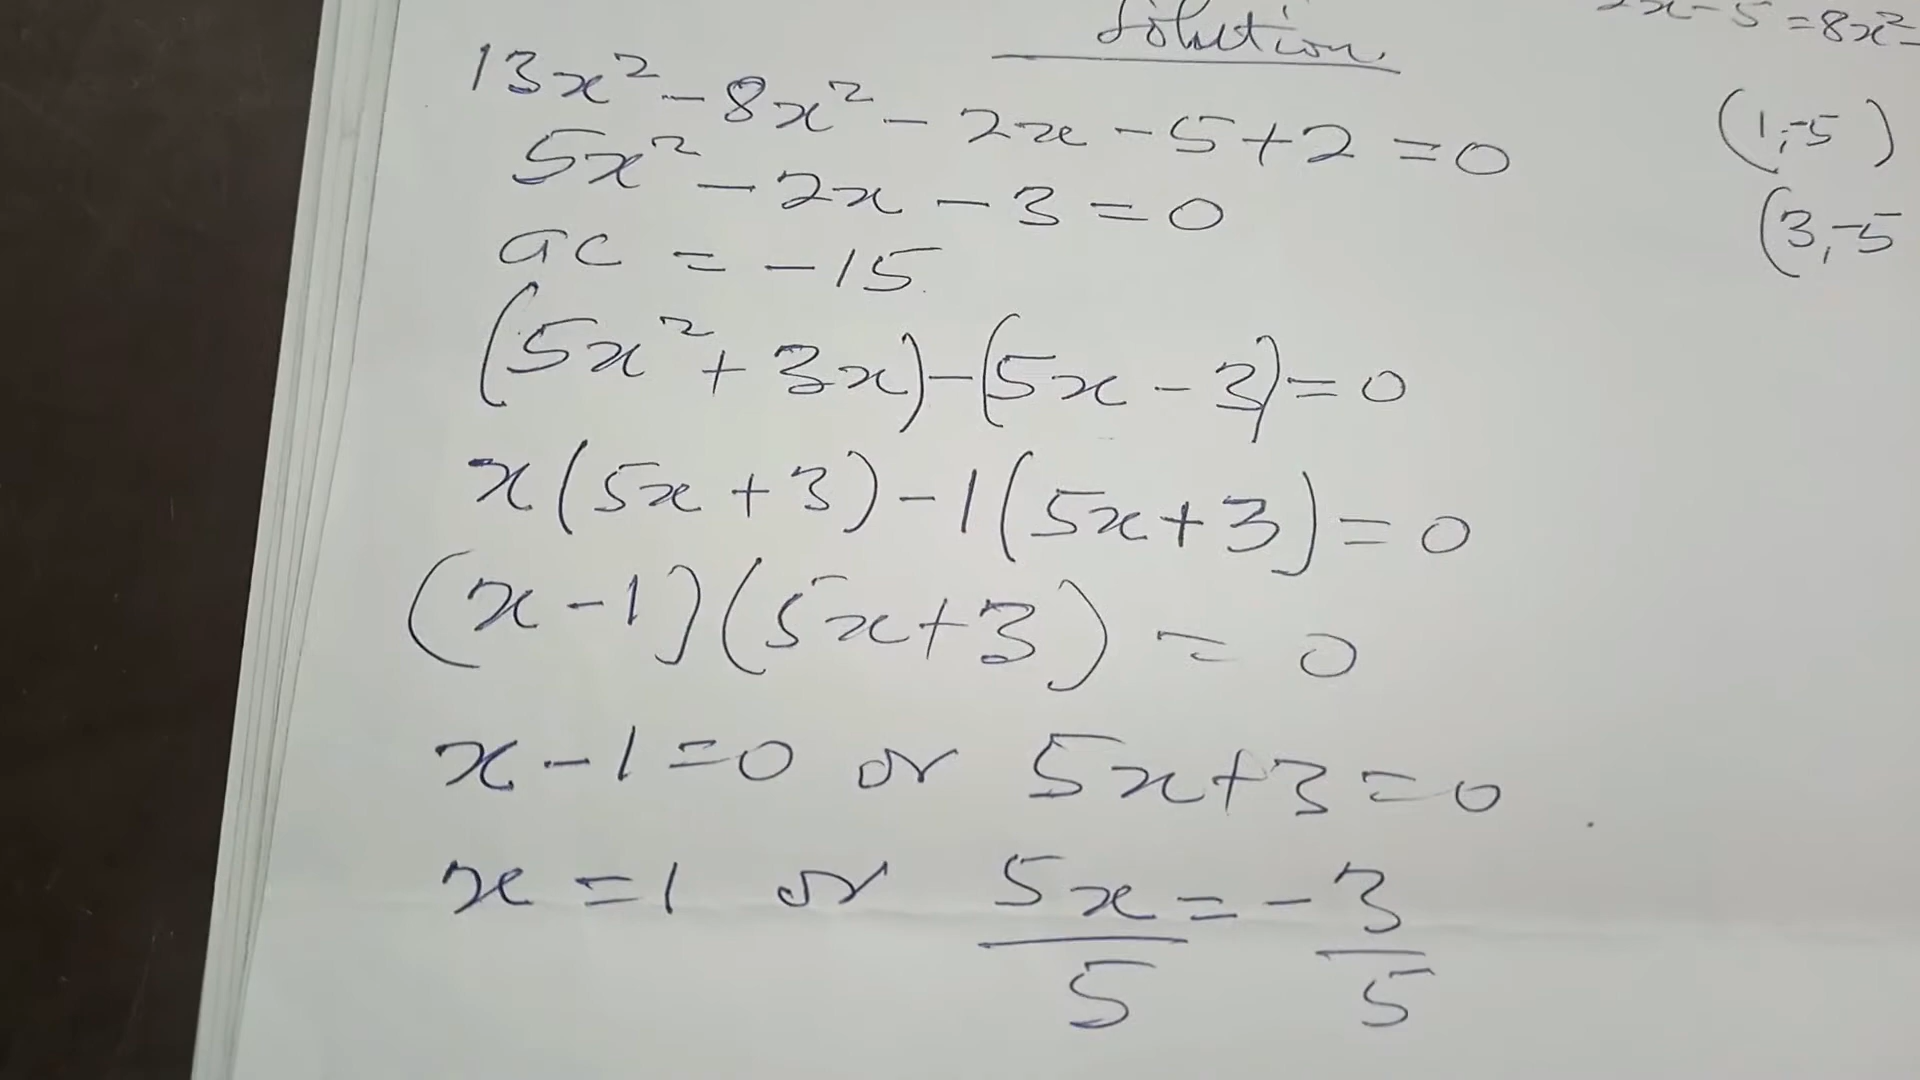 Solution
13x² - 8x² - 2x - 5 + 2 = 0
5x² - 2x - 3 = 0
ac = -15
(5x² + 3x) - (5x - 3) = 0
x(5x + 3) - 1(5x + 3) = 0
(x - 1)(5x + 3) = 0
x - 1 = 0 or 5x + 3 = 0
x = 1 or 5x/5 = -3/5
x - 5 = 8x² -
(1, -5)
(3, -5